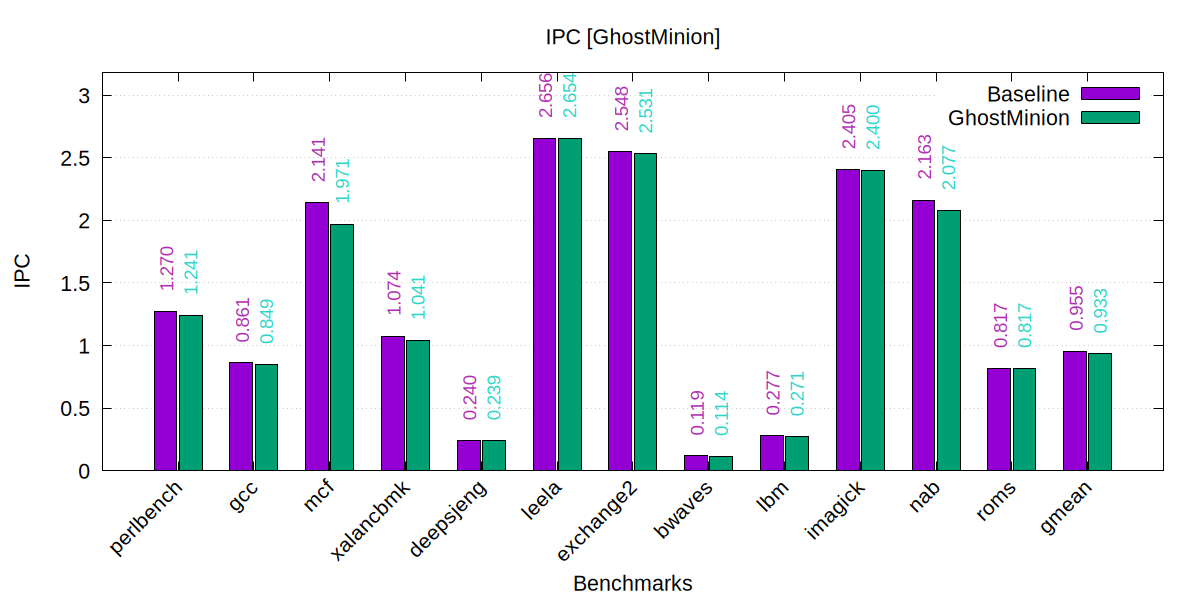 IPC [GhostMinion]
Baseline
GhostMinion
3
2.5
2
1.5
1
0.5
0
IPC
1.270
1.241
0.861
0.849
2.141
1.971
1.074
1.041
0.240
0.239
2.656
2.654
2.548
2.531
0.119
0.114
0.277
0.271
2.405
2.400
2.163
2.077
0.817
0.817
0.955
0.933
perlbench
gcc
mcf
xalancbmk
deepsjeng
leela
exchange2
bwaves
lbm
imagick
nab
roms
gmean
Benchmarks